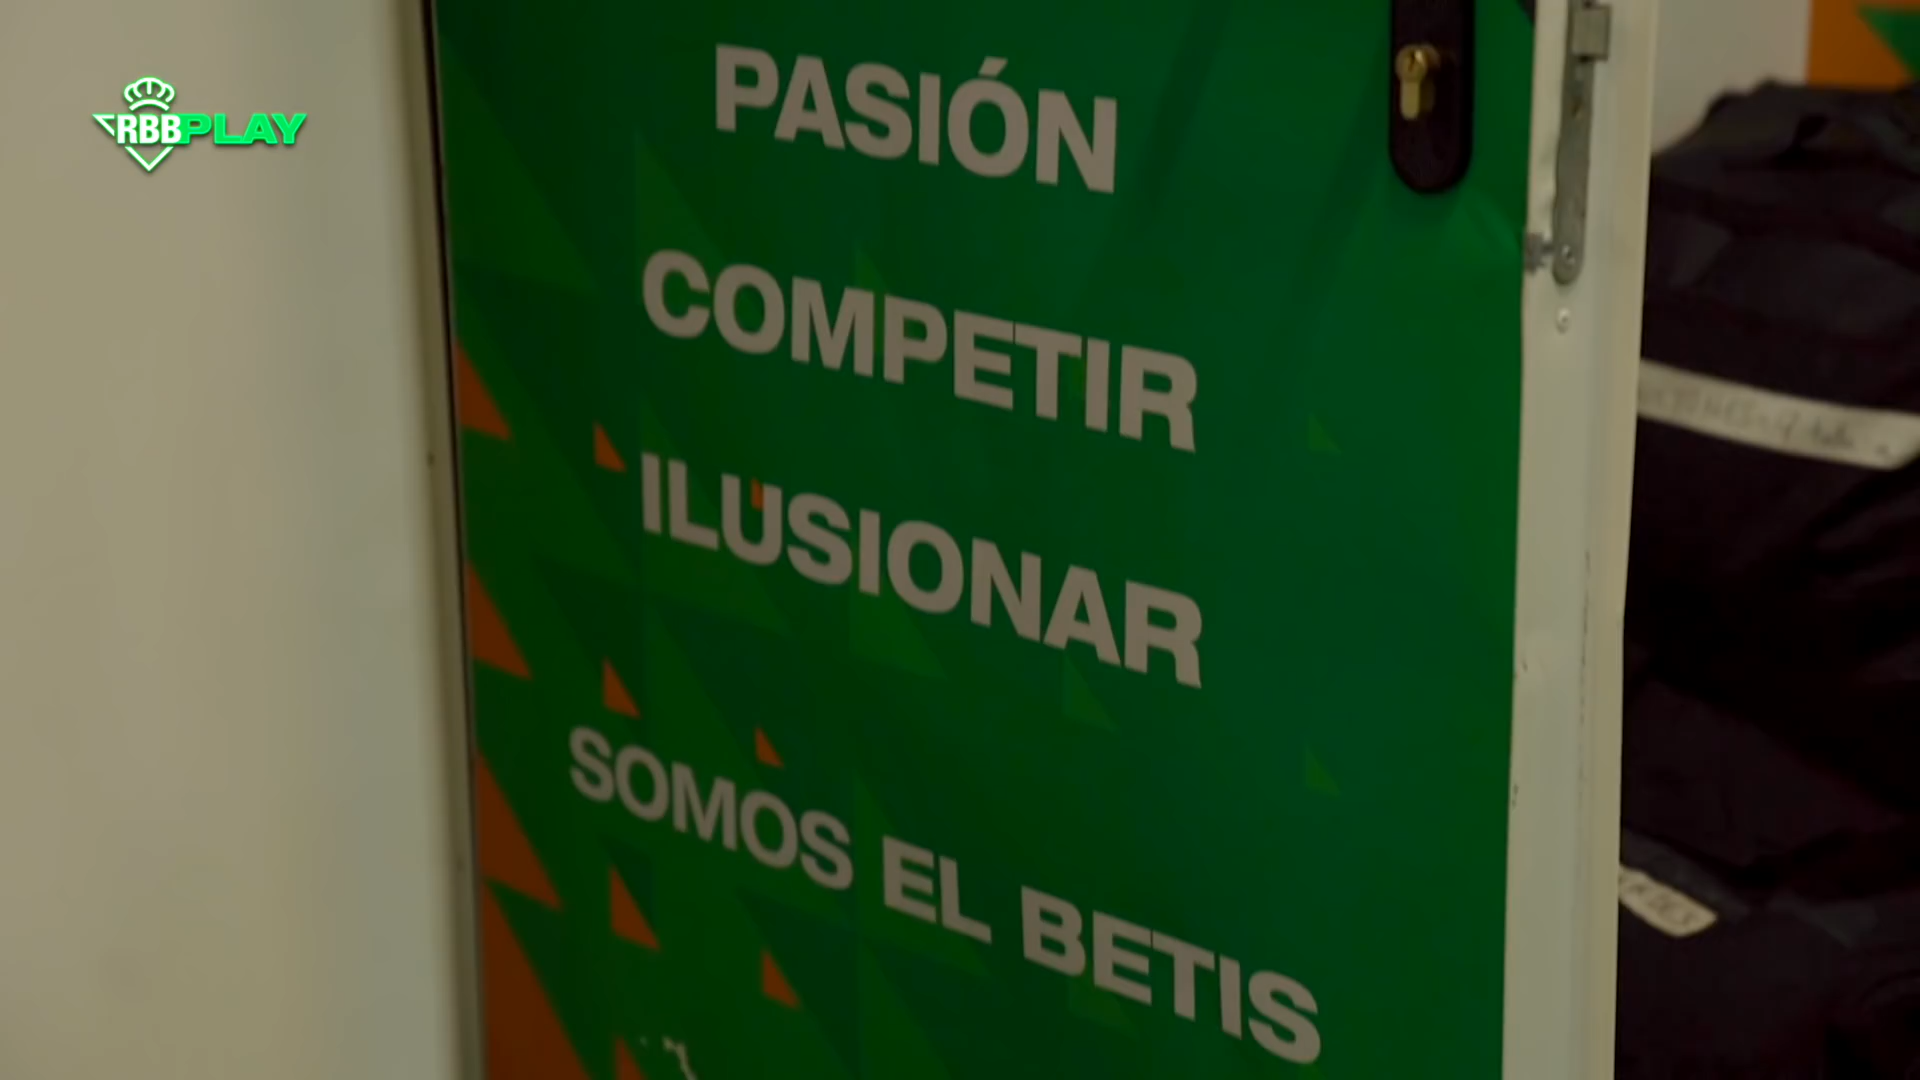 RBBPLAY
PASIÓN
COMPETIR
ILUSIONAR
SOMOS EL BETIS